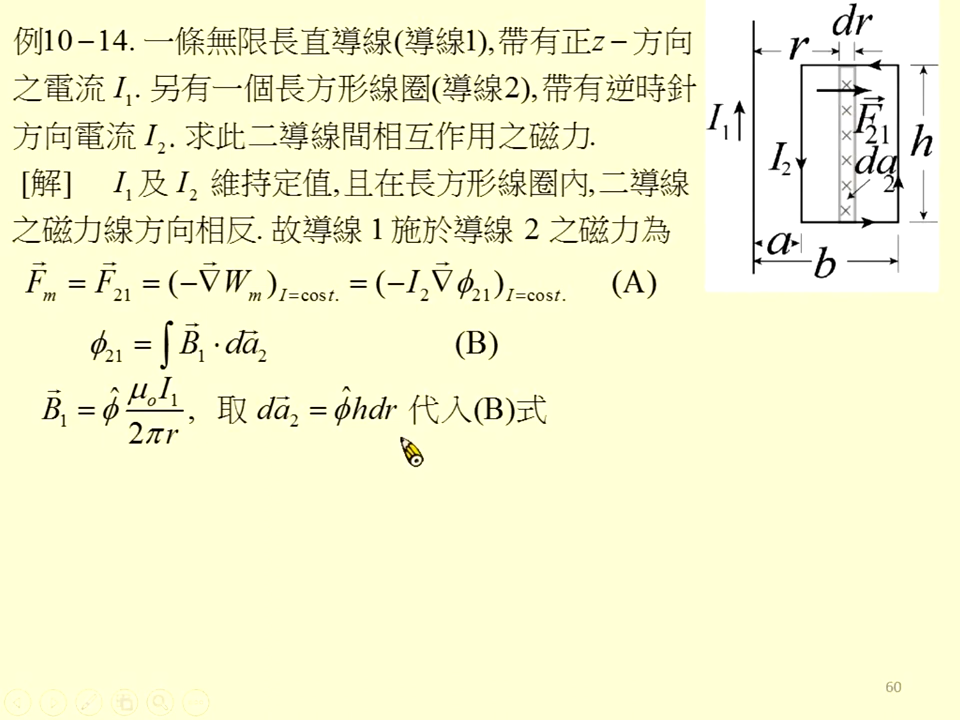 例10－14. 一條無限長直導線(導線1),帶有正z－方向
之電流 I₁. 另有一個長方形線圈(導線2),帶有逆時針
方向電流 I₂. 求此二導線間相互作用之磁力.
[解] I₁及 I₂ 維持定值,且在長方形線圈內,二導線
之磁力線方向相反. 故導線 1 施於導線 2 之磁力為
F⃗ₘ = F⃗₂₁ = (−∇⃗Wₘ)_{I=cos t.} = (−I₂∇⃗ϕ₂₁)_{I=cos t.} (A)
ϕ₂₁ = ∫ B⃗₁ · da⃗₂ (B)
B⃗₁ = ϕ̂ μₒI₁/2πr, 取 da⃗₂ = ϕ̂hdr 代入(B)式
dr
r
I₁
F⃗₂₁
I₂
da₂
h
a
b
60